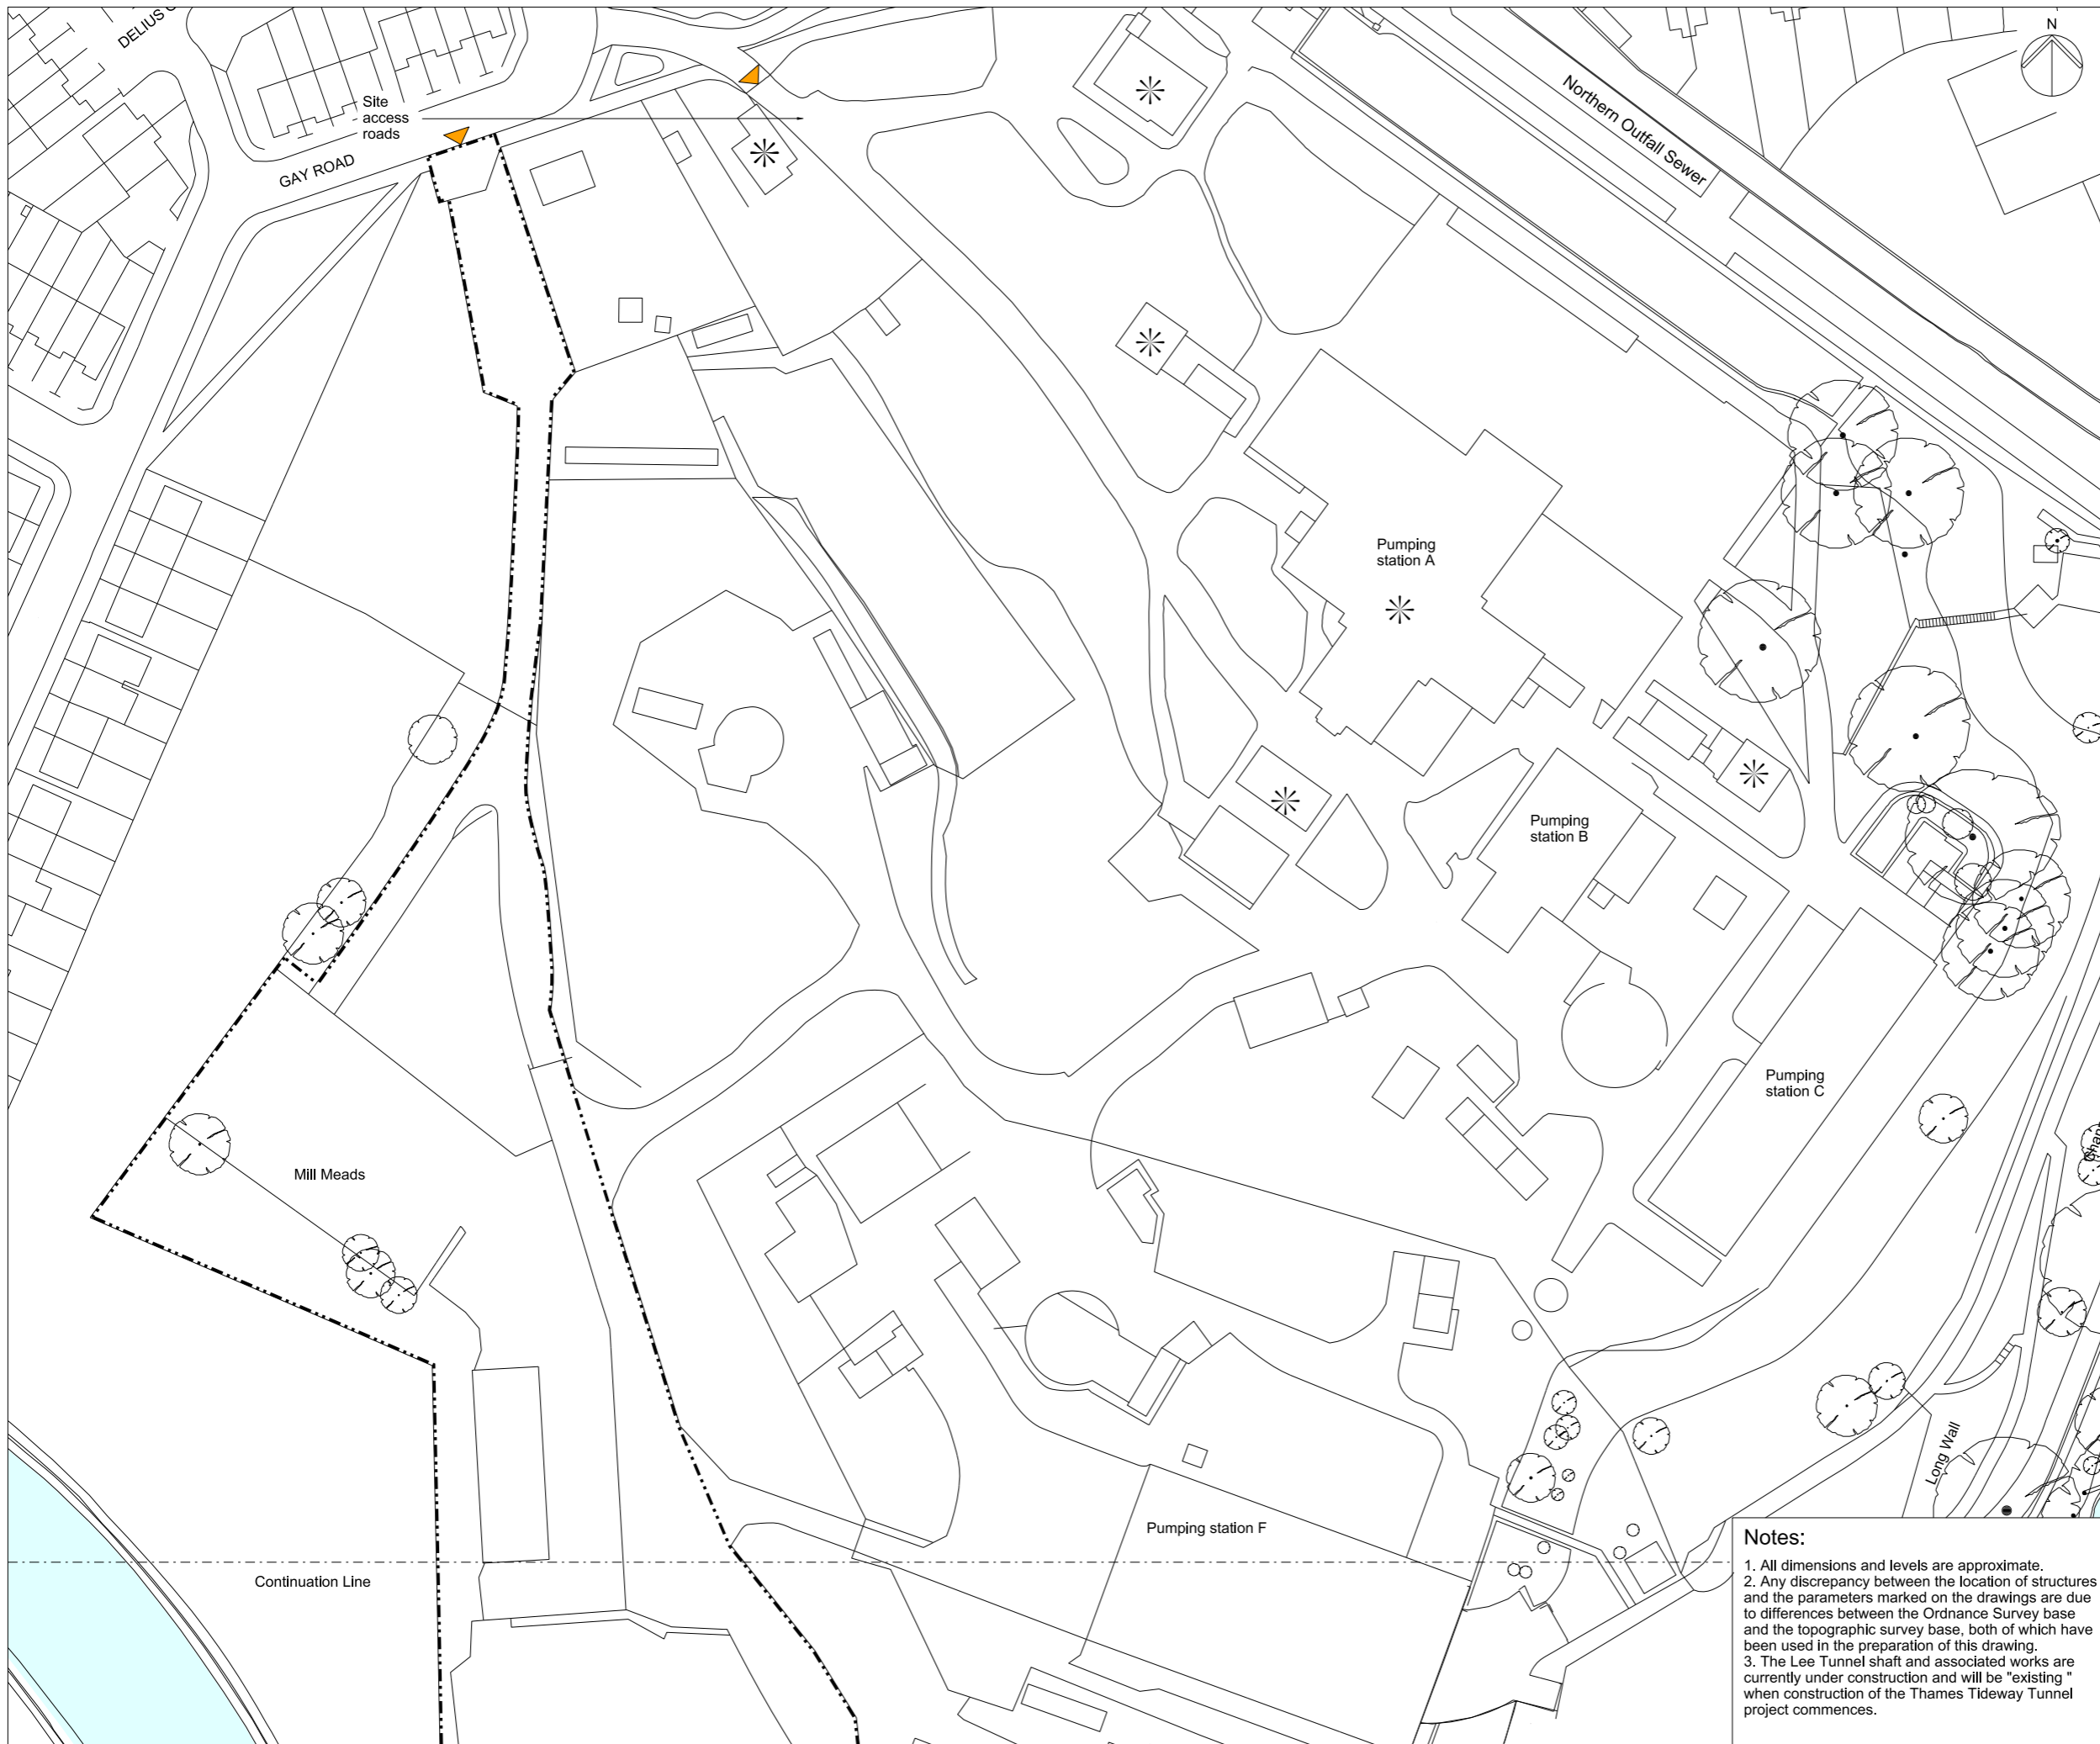 DELIUS
N
Site
access
roads
GAY ROAD
Northern Outfall Sewer
Pumping
station A
Pumping
station B
Pumping
station C
Mill Meads
Long Wall
Pumping station F
Continuation Line
Notes:
1. All dimensions and levels are approximate.
2. Any discrepancy between the location of structures
and the parameters marked on the drawings are due
to differences between the Ordnance Survey base
and the topographic survey base, both of which have
been used in the preparation of this drawing.
3. The Lee Tunnel shaft and associated works are
currently under construction and will be "existing "
when construction of the Thames Tideway Tunnel
project commences.